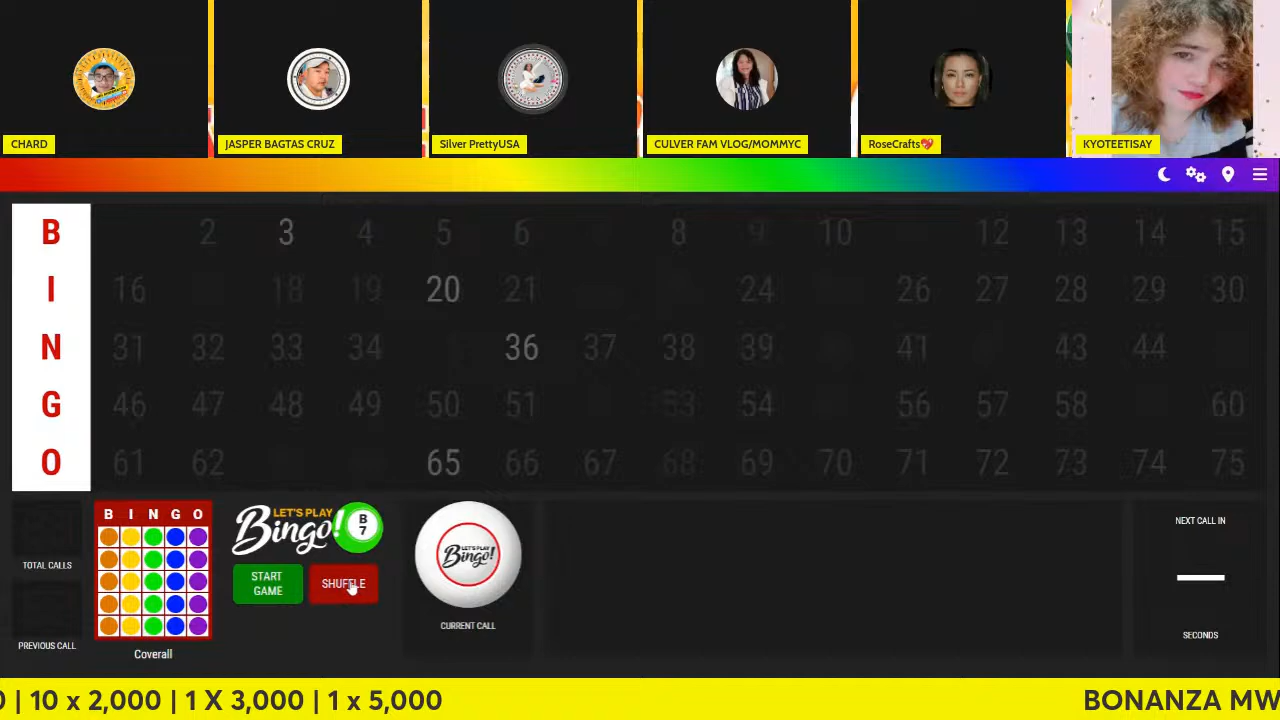 CHARD
JASPER BAGTAS CRUZ
Silver PrettyUSA
CULVER FAM VLOG/MOMMYC
RoseCrafts💖
KYOTEETISAY
B 2 3 4 5 6 8 9 10 12 13 14 15
I 16 18 19 20 21 24 26 27 28 29 30
N 31 32 33 34 36 37 38 39 41 43 44
G 46 47 48 49 50 51 53 54 56 57 58 60
O 61 62 65 66 67 68 69 70 71 72 73 74 75
TOTAL CALLS
PREVIOUS CALL
B I N G O
Coverall
LET'S PLAY
Bingo!
B
7
START
GAME
SHUFFLE
LET'S PLAY
Bingo!
CURRENT CALL
NEXT CALL IN
SECONDS
| 10 x 2,000 | 1 X 3,000 | 1 x 5,000
BONANZA MW